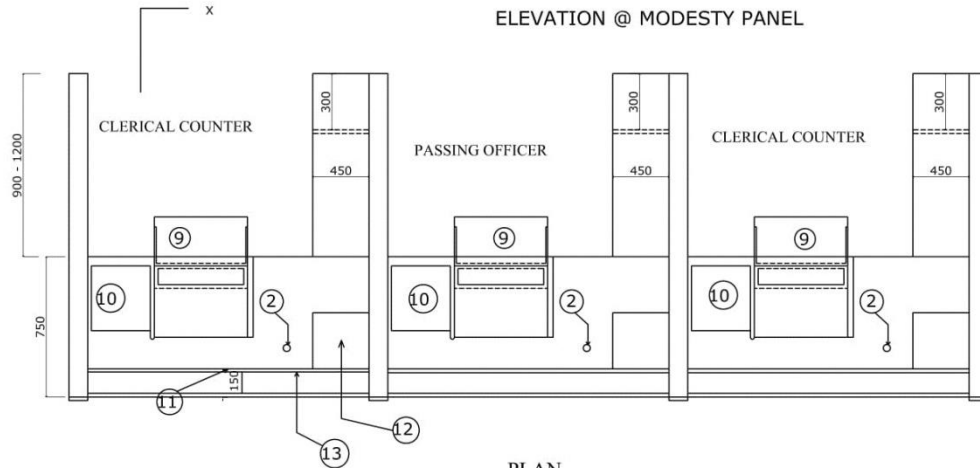 x
ELEVATION @ MODESTY PANEL
300
300
300
CLERICAL COUNTER
PASSING OFFICER
CLERICAL COUNTER
900 - 1200
450
450
450
9
9
9
10
2
10
2
10
2
750
150
11
12
13
PLAN